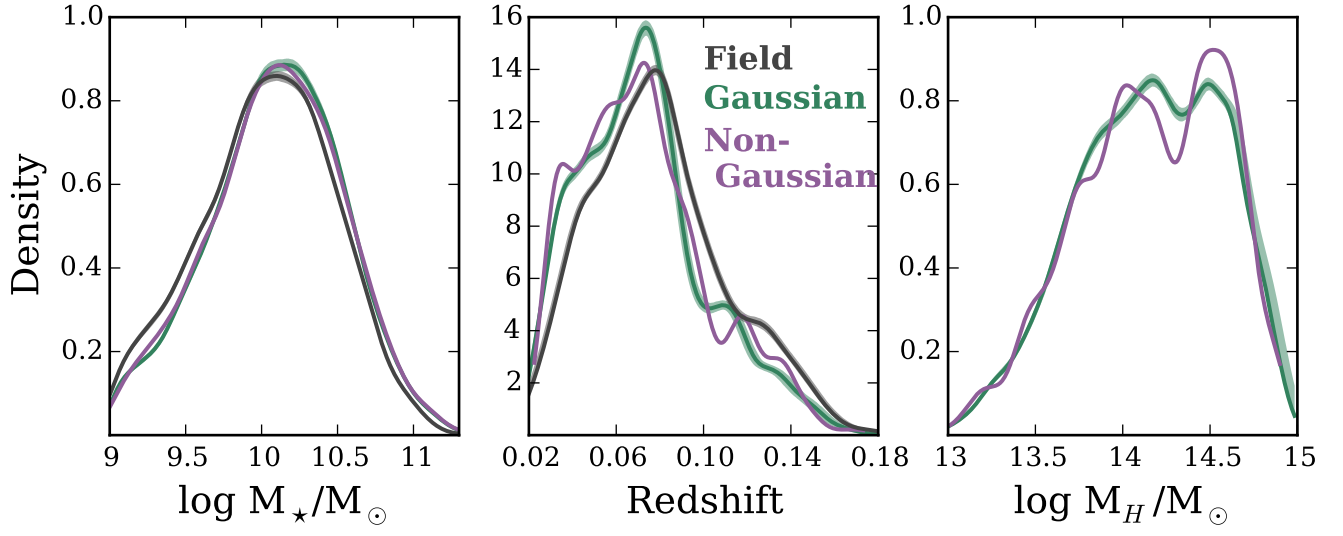 Density
1.0
0.8
0.6
0.4
0.2
9 9.5 10 10.5 11
log M⋆/M☉
16
14
12
10
8
6
4
2
Field
Gaussian
Non-
Gaussian
0.02 0.06 0.10 0.14 0.18
Redshift
1.0
0.8
0.6
0.4
0.2
13 13.5 14 14.5 15
log M_H/M☉